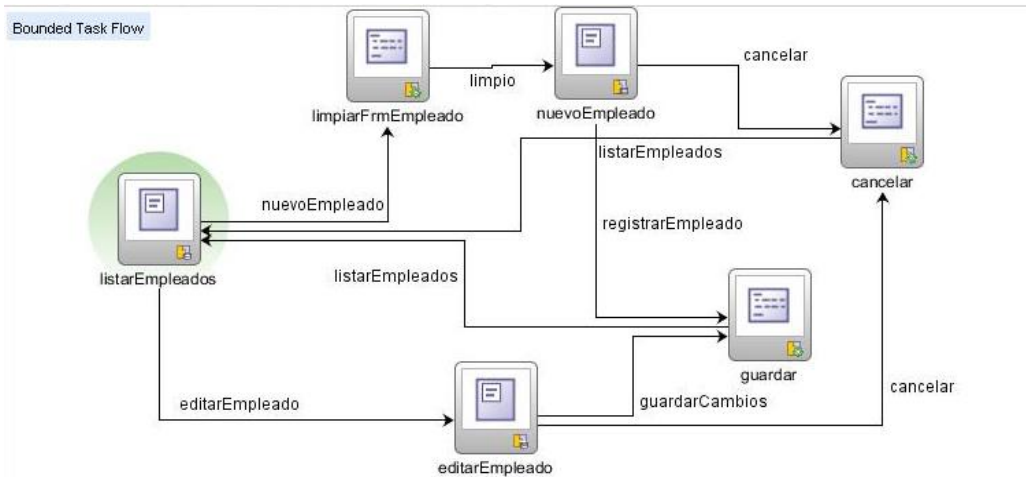 Bounded Task Flow
cancelar
limpio
limpiarFrmEmpleado
nuevoEmpleado
listarEmpleados
cancelar
nuevoEmpleado
registrarEmpleado
listarEmpleados
listarEmpleados
guardar
cancelar
editarEmpleado
guardarCambios
editarEmpleado